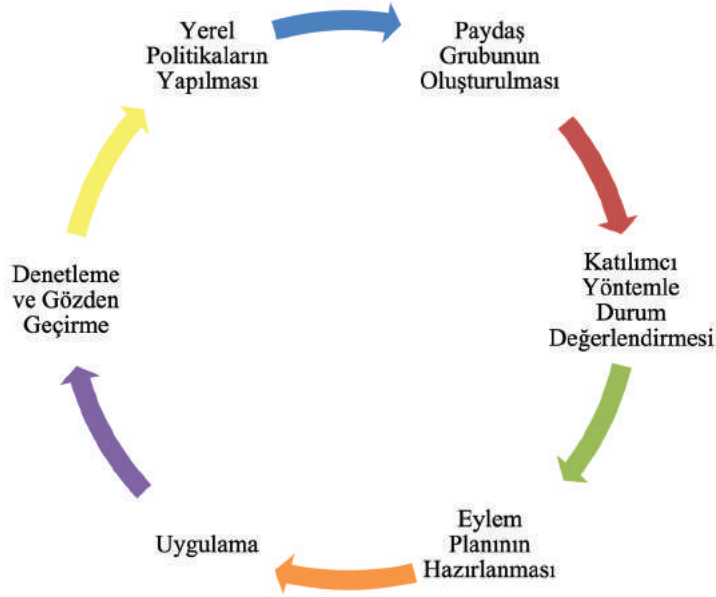 Yerel
Politikaların
Yapılması
Paydaş
Grubunun
Oluşturulması
Katılımcı
Yöntemle
Durum
Değerlendirmesi
Eylem
Planının
Hazırlanması
Uygulama
Denetleme
ve Gözden
Geçirme